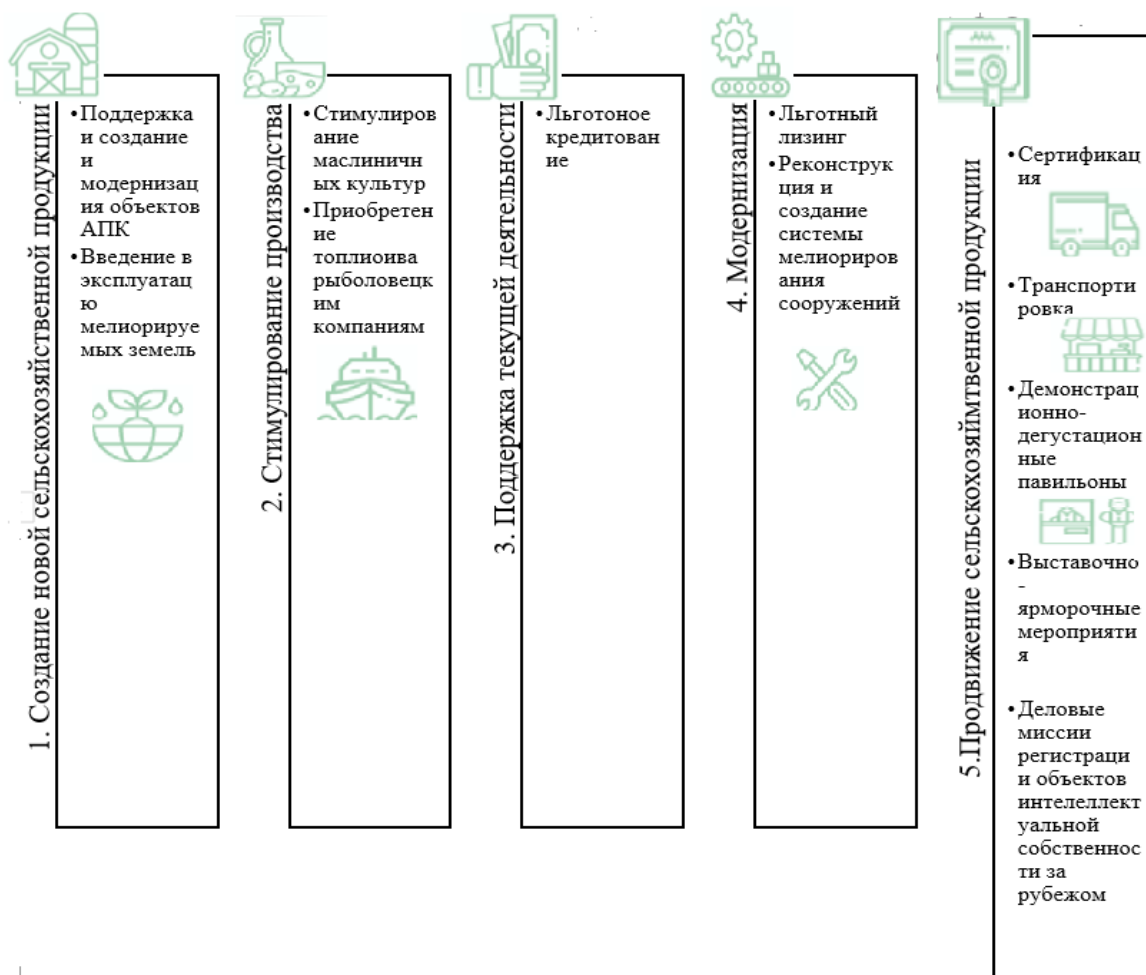 1. Создание новой сельскохозяйственной продукции
•Поддержка
и создание
и
модернизац
ия объектов
АПК
•Введение в
эксплуатац
ю
мелиорируе
мых земель
2. Стимулирование производства
•Стимулиров
ание
маслиничн
ых культур
•Приобретен
ие
топлиоива
рыболовецк
им
компаниям
3. Поддержка текущей деятельности
•Льготоное
кредитован
ие
4. Модернизация
•Льготный
лизинг
•Реконструк
ция и
создание
системы
мелиориров
ания
сооружений
5.Продвижение сельскохозяймтвенной продукции
•Сертификац
ия
•Транспорти
ровка
•Демонстрац
ионно-
дегустацион
ные
павильоны
•Выставочно
-
ярморочные
мероприяти
я
•Деловые
миссии
регистраци
и объектов
интелеллект
уальной
собственнос
ти за
рубежом